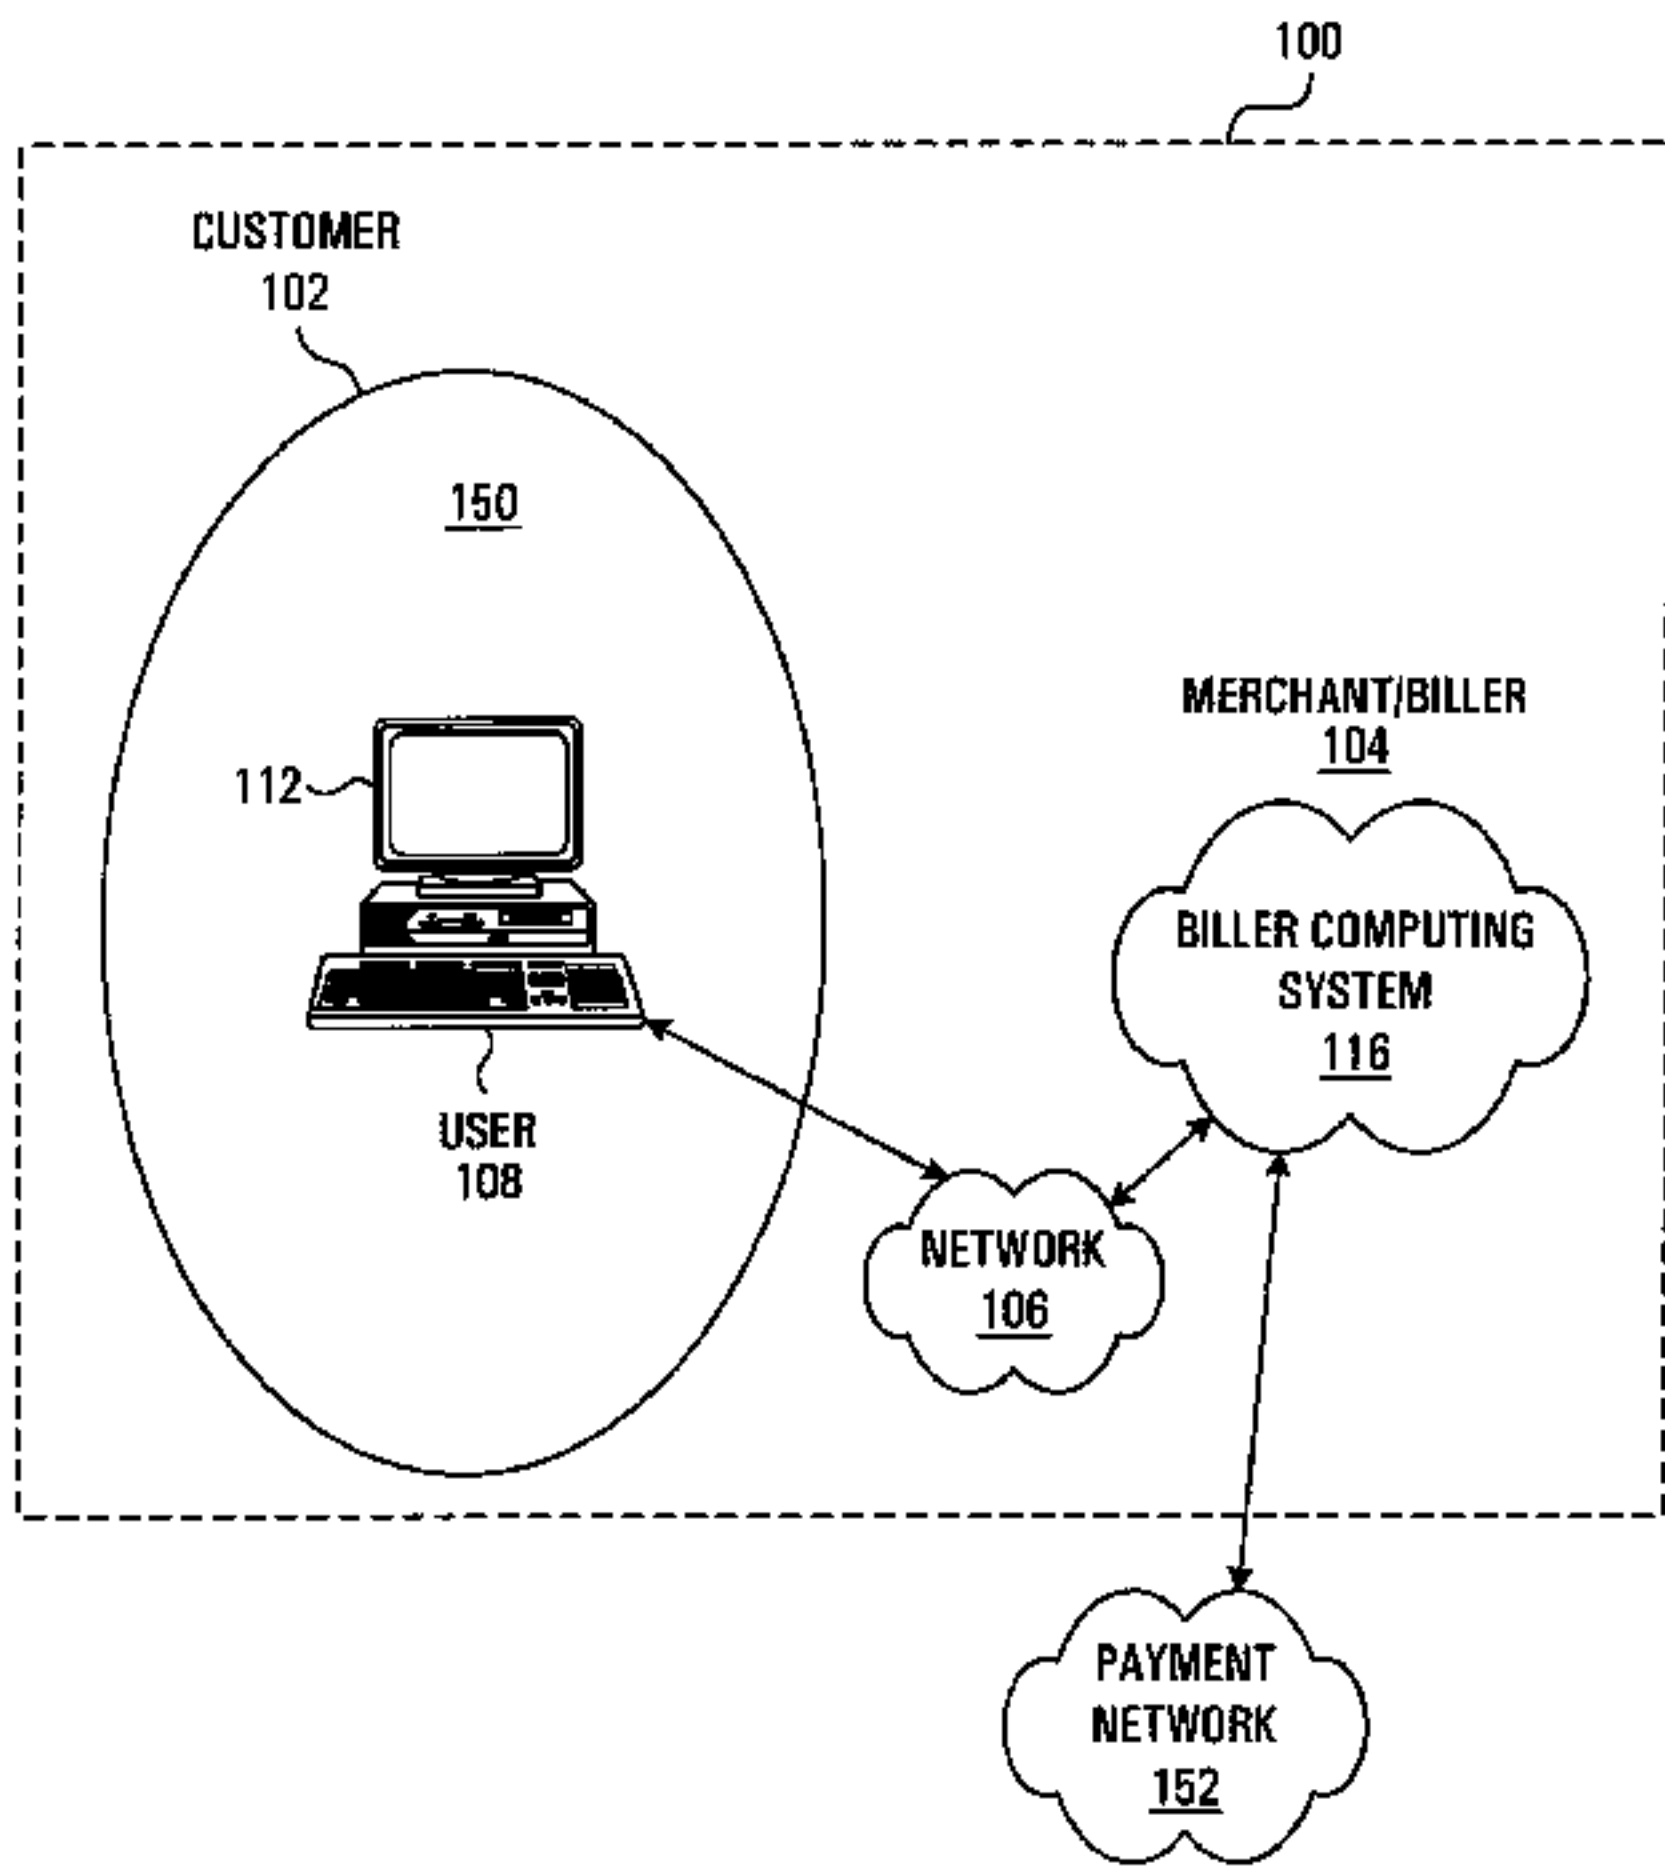 100
CUSTOMER
102
150
112
USER
108
MERCHANT/BILLER
104
BILLER COMPUTING
SYSTEM
116
NETWORK
106
PAYMENT
NETWORK
152